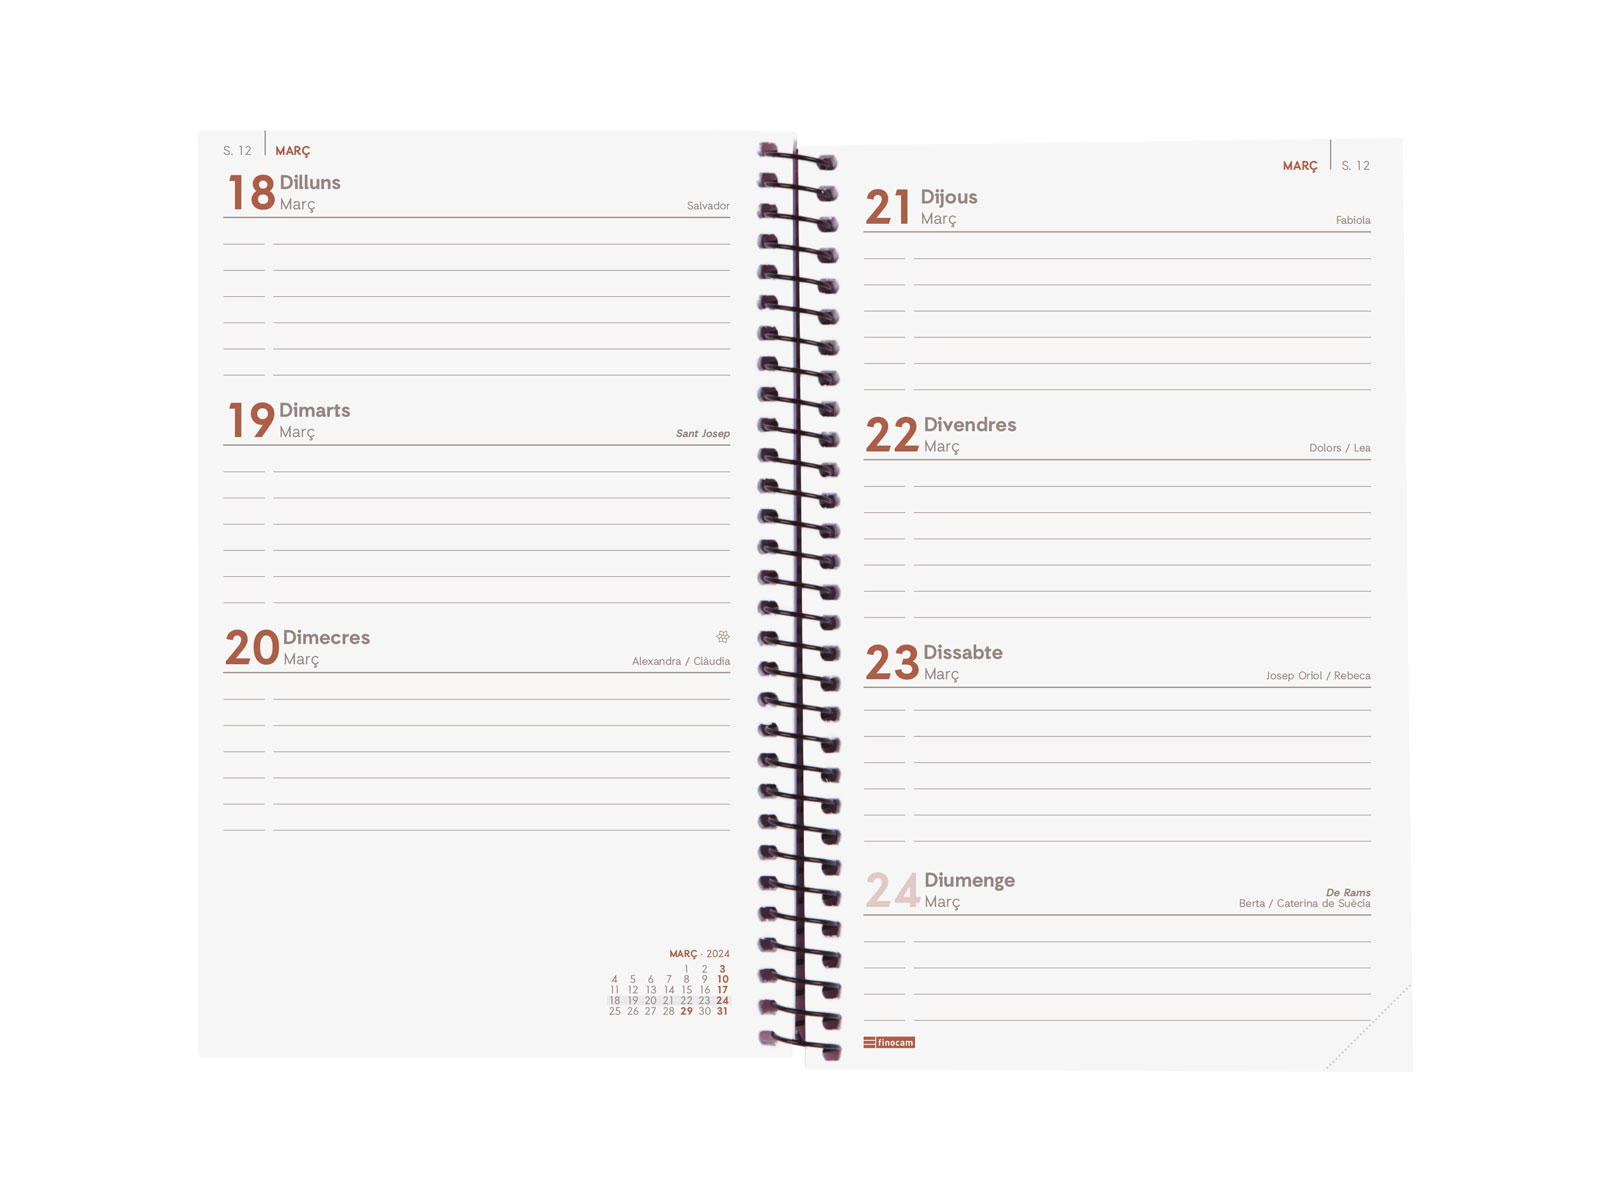 S. 12 MARÇ
18 Dilluns
Març Salvador
19 Dimarts
Març Sant Josep
20 Dimecres
Març Alexandra / Clàudia
MARÇ · 2024
1 2 3
4 5 6 7 8 9 10
11 12 13 14 15 16 17
18 19 20 21 22 23 24
25 26 27 28 29 30 31
MARÇ S. 12
21 Dijous
Març Fabiola
22 Divendres
Març Dolors / Lea
23 Dissabte
Març Josep Oriol / Rebeca
24 Diumenge
De Rams
Març Berta / Caterina de Suècia
finocam